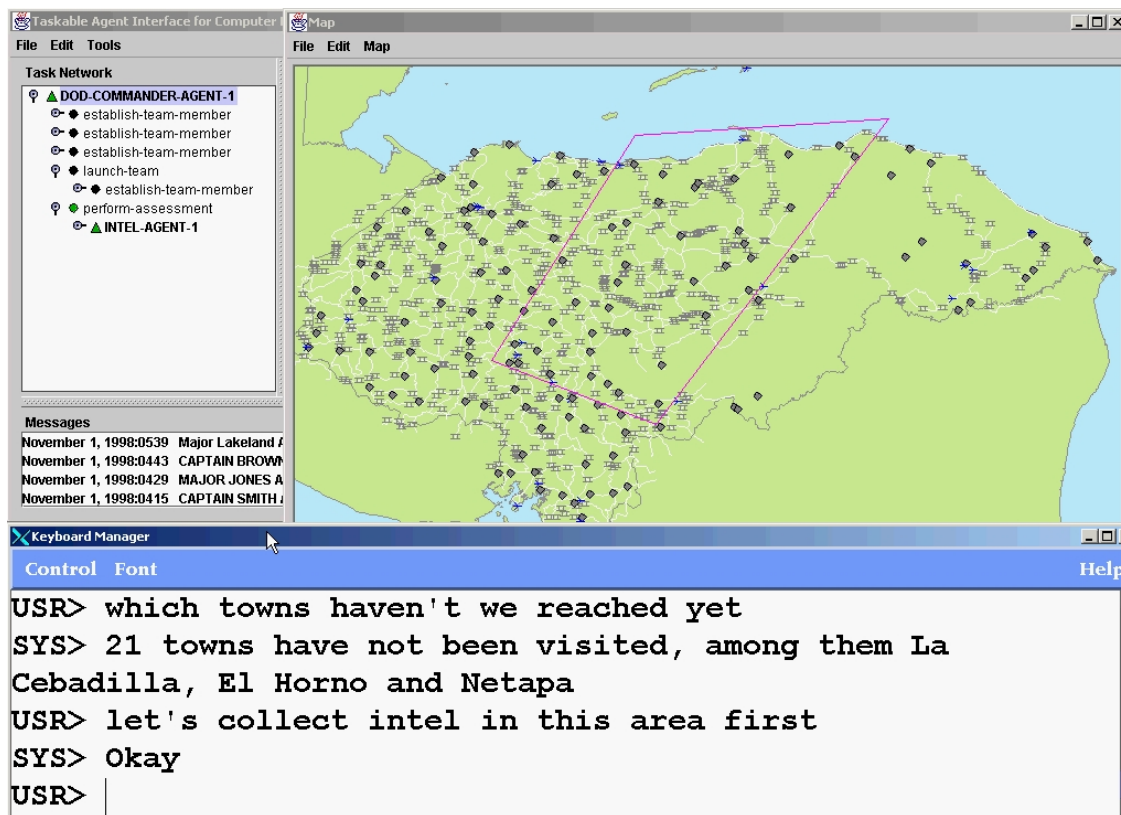 Taskable Agent Interface for Computer
File Edit Tools
Task Network
DOD-COMMANDER-AGENT-1
establish-team-member
establish-team-member
establish-team-member
launch-team
establish-team-member
perform-assessment
INTEL-AGENT-1
Messages
November 1, 1998:0539 Major Lakeland
November 1, 1998:0443 CAPTAIN BROWN
November 1, 1998:0429 MAJOR JONES
November 1, 1998:0415 CAPTAIN SMITH
Map
File Edit Map
Keyboard Manager
Control Font Help
USR> which towns haven't we reached yet
SYS> 21 towns have not been visited, among them La
Cebadilla, El Horno and Netapa
USR> let's collect intel in this area first
SYS> Okay
USR>